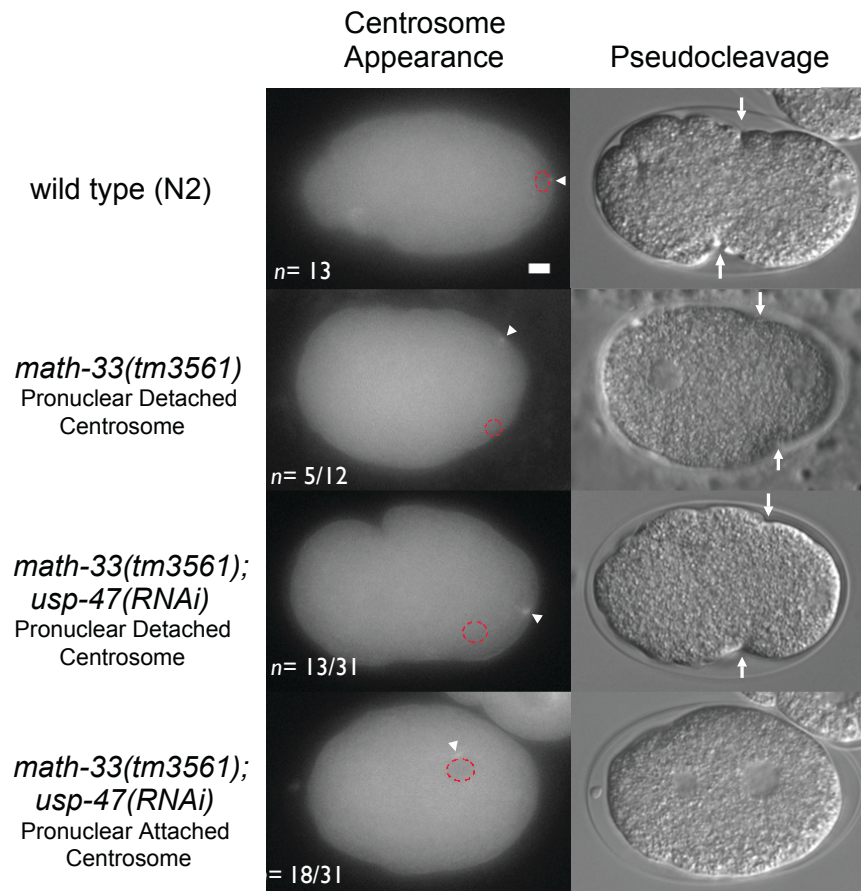 Centrosome
Appearance
Pseudocleavage
wild type (N2)
n= 13
math-33(tm3561)
Pronuclear Detached
Centrosome
n= 5/12
math-33(tm3561);
usp-47(RNAi)
Pronuclear Detached
Centrosome
n= 13/31
math-33(tm3561);
usp-47(RNAi)
Pronuclear Attached
Centrosome
= 18/31